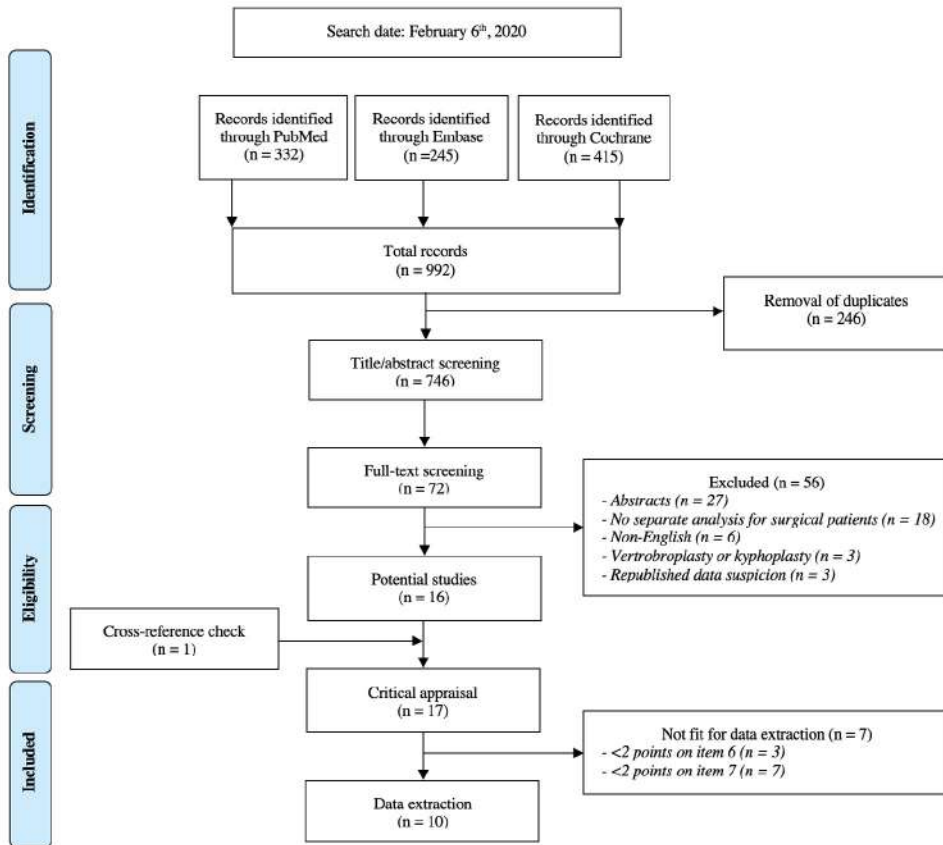 Search date: February 6th, 2020
Identification
Records identified
through PubMed
(n = 332)
Records identified
through Embase
(n =245)
Records identified
through Cochrane
(n = 415)
Total records
(n = 992)
Removal of duplicates
(n = 246)
Screening
Title/abstract screening
n = 746)
Full-text screening
(n = 72)
Excluded (n = 56)
- Abstracts (n = 27)
- No separate analysis for surgical patients (n = 18)
- Non-English (n = 6)
- Vertrobroplasty or kyphoplasty (n = 3)
- Republished data suspicion (n = 3)
Eligibility
Potential studies
(n = 16)
Cross-reference check
(n = 1)
Critical appraisal
(n = 17)
Included
Not fit for data extraction (n = 7)
- <2 points on item 6 (n = 3)
- <2 points on item 7 (n = 7)
Data extraction
(n = 10)